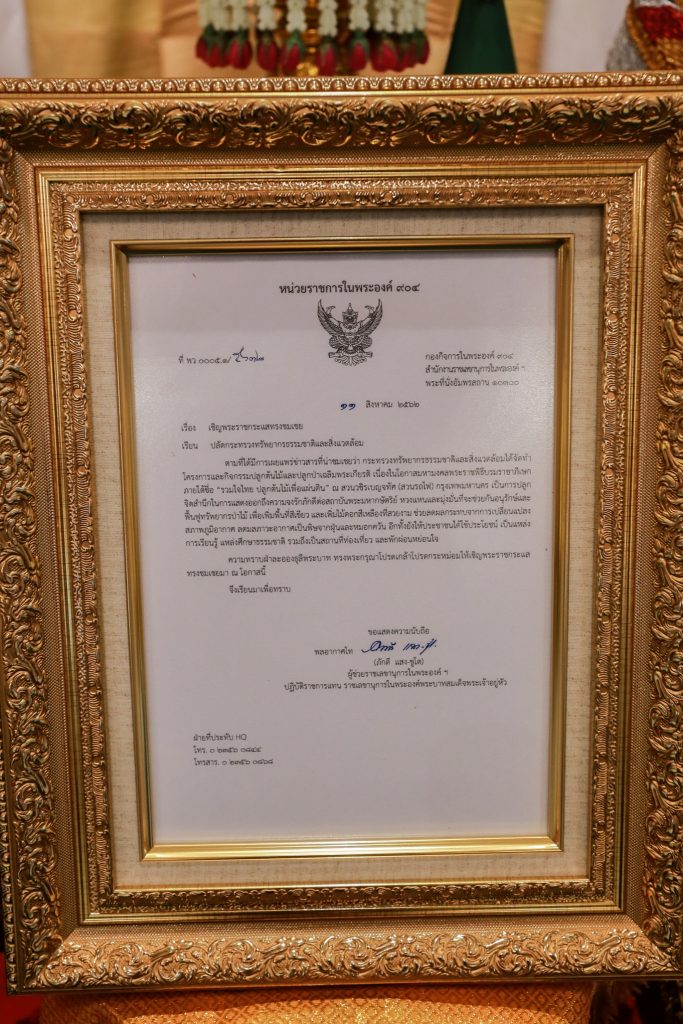 หน่วยราชการในพระองค์ ๙๐๔
ที่ พว ๐๐๐๕.๑/
กองกิจการในพระองค์ ๙๐๔
สำนักงานราชเลขานุการในพระองค์ ฯ
พระที่นั่งอัมพรสถาน ๑๐๓๐๐
๑๑ สิงหาคม ๒๕๖๒
เรื่อง เชิญพระราชกระแสทรงชมเชย
เรียน ปลัดกระทรวงทรัพยากรธรรมชาติและสิ่งแวดล้อม
ตามที่ได้มีการเผยแพร่ข่าวสารที่น่าชมเชยว่า กระทรวงทรัพยากรธรรมชาติและสิ่งแวดล้อมได้จัดทำ
โครงการและกิจกรรมปลูกต้นไม้และปลูกป่าเฉลิมพระเกียรติ เนื่องในโอกาสมหามงคลพระราชพิธีบรมราชาภิเษก
ภายใต้ชื่อ "รวมใจไทย ปลูกต้นไม้เพื่อแผ่นดิน" ณ สวนวชิรเบญจทัศ (สวนรถไฟ) กรุงเทพมหานคร เป็นการปลูก
จิตสำนึกในการแสดงออกถึงความจงรักภักดีต่อสถาบันพระมหากษัตริย์ หวงแหนและมุ่งมั่นที่จะช่วยกันอนุรักษ์และ
ฟื้นฟูทรัพยากรป่าไม้ เพื่อเพิ่มพื้นที่สีเขียว และเพิ่มไม้ดอกสีเหลืองที่สวยงาม ช่วยลดผลกระทบจากการเปลี่ยนแปลง
สภาพภูมิอากาศ ลดมลภาวะอากาศเป็นพิษจากฝุ่นและหมอกควัน อีกทั้งยังให้ประชาชนได้ใช้ประโยชน์ เป็นแหล่ง
การเรียนรู้ แหล่งศึกษาธรรมชาติ รวมถึงเป็นสถานที่ท่องเที่ยว และพักผ่อนหย่อนใจ
ความทราบฝ่าละอองธุลีพระบาท ทรงพระกรุณาโปรดเกล้าโปรดกระหม่อมให้เชิญพระราชกระแส
ทรงชมเชยมา ณ โอกาสนี้
จึงเรียนมาเพื่อทราบ
ขอแสดงความนับถือ
พลอากาศโท
(ภักดี แสง-ชูโต)
ผู้ช่วยราชเลขานุการในพระองค์ ฯ
ปฏิบัติราชการแทน ราชเลขานุการในพระองค์พระบาทสมเด็จพระเจ้าอยู่หัว
ฝ่ายที่ประทับ HQ
โทร. ๐ ๒๓๕๖ ๐๘๔๔
โทรสาร. ๐ ๒๓๕๖ ๐๘๖๘